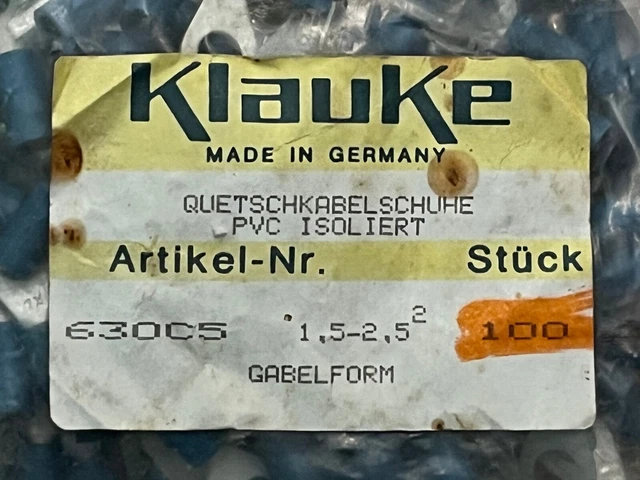 Klauke
MADE IN GERMANY
QUETSCHKABELSCHUHE
PVC ISOLIERT
Artikel-Nr. Stück
630C5 1,5-2,5² 100
GABELFORM